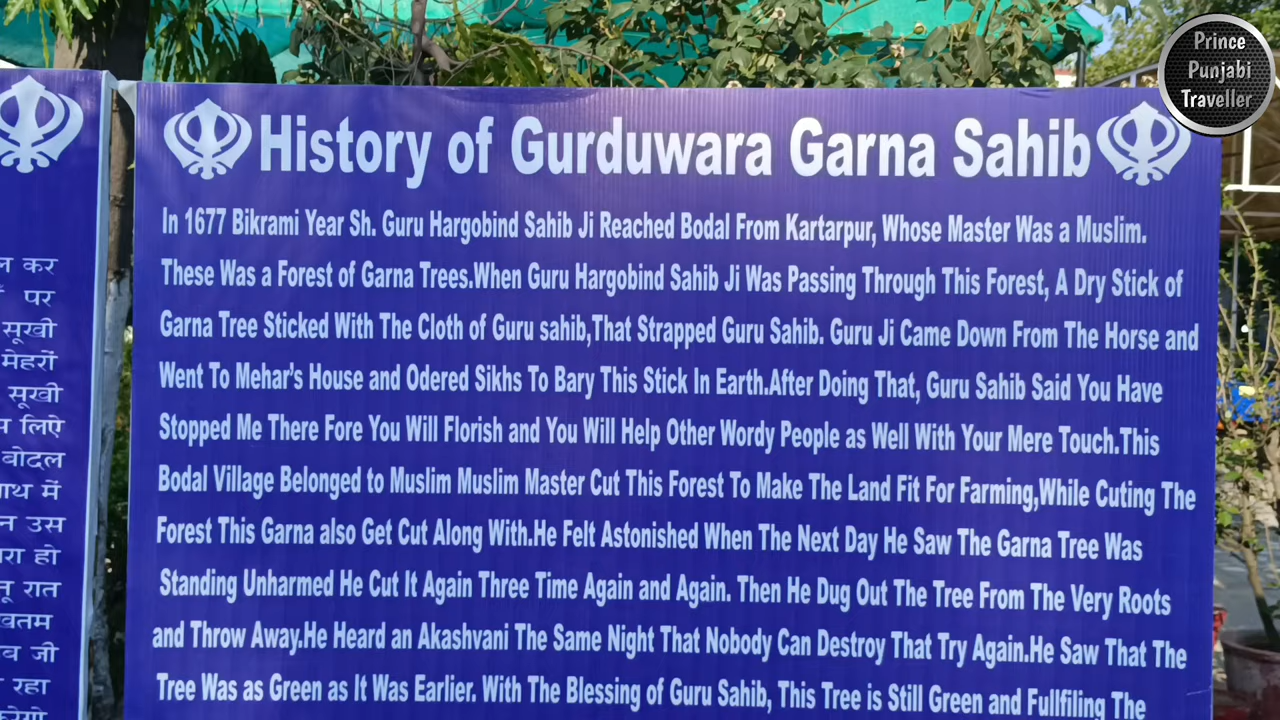 ल कर
पर
सूखी
मेहरों
सूखी
लिऐ
बोदल
में
उस
हो
रात
जी
रहा
History of Gurduwara Garna Sahib
In 1677 Bikrami Year Sh. Guru Hargobind Sahib Ji Reached Bodal From Kartarpur, Whose Master Was a Muslim.
These Was a Forest of Garna Trees.When Guru Hargobind Sahib Ji Was Passing Through This Forest, A Dry Stick of
Garna Tree Sticked With The Cloth of Guru sahib,That Strapped Guru Sahib. Guru Ji Came Down From The Horse and
Went To Mehar's House and Odered Sikhs To Bary This Stick In Earth.After Doing That, Guru Sahib Said You Have
Stopped Me There Fore You Will Florish and You Will Help Other Wordy People as Well With Your Mere Touch.This
Bodal Village Belonged to Muslim Muslim Master Cut This Forest To Make The Land Fit For Farming,While Cuting The
Forest This Garna also Get Cut Along With.He Felt Astonished When The Next Day He Saw The Garna Tree Was
Standing Unharmed He Cut It Again Three Time Again and Again. Then He Dug Out The Tree From The Very Roots
and Throw Away.He Heard an Akashvani The Same Night That Nobody Can Destroy That Try Again.He Saw That The
Tree Was as Green as It Was Earlier. With The Blessing of Guru Sahib, This Tree is Still Green and Fullfiling The
Prince
Punjabi
Traveller